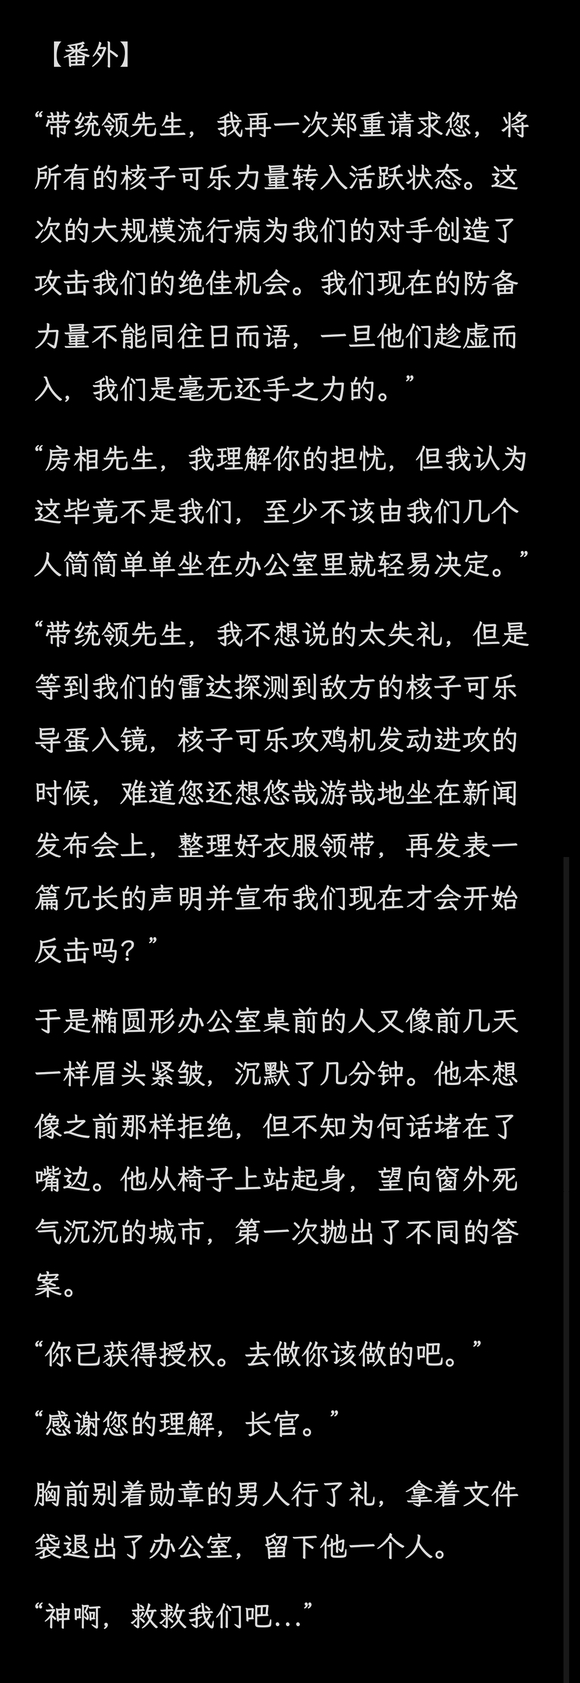 【番外】
“带统领先生，我再一次郑重请求您，将
所有的核子可乐力量转入活跃状态。这
次的大规模流行病为我们的对手创造了
攻击我们的绝佳机会。我们现在的防备
力量不能同往日而语，一旦他们趁虚而
入，我们是毫无还手之力的。”
“房相先生，我理解你的担忧，但我认为
这毕竟不是我们，至少不该由我们几个
人简简单单坐在办公室里就轻易决定。”
“带统领先生，我不想说的太失礼，但是
等到我们的雷达探测到敌方的核子可乐
导蛋入镜，核子可乐攻鸡机发动进攻的
时候，难道您还想悠哉游哉地坐在新闻
发布会上，整理好衣服领带，再发表一
篇冗长的声明并宣布我们现在才会开始
反击吗？”
于是椭圆形办公室桌前的人又像前几天
一样眉头紧皱，沉默了几分钟。他本想
像之前那样拒绝，但不知为何话堵在了
嘴边。他从椅子上站起身，望向窗外死
气沉沉的城市，第一次抛出了不同的答
案。
“你已获得授权。去做你该做的吧。”
“感谢您的理解，长官。”
胸前别着勋章的男人行了礼，拿着文件
袋退出了办公室，留下他一个人。
“神啊，救救我们吧…”